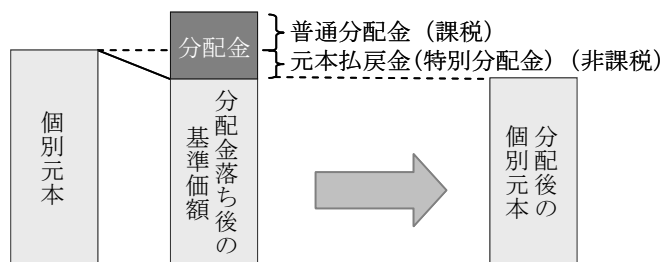 分配金
普通分配金（課税）
元本払戻金(特別分配金)（非課税）
個別元本
分配金落ち後の
基準価額
分配後の
個別元本